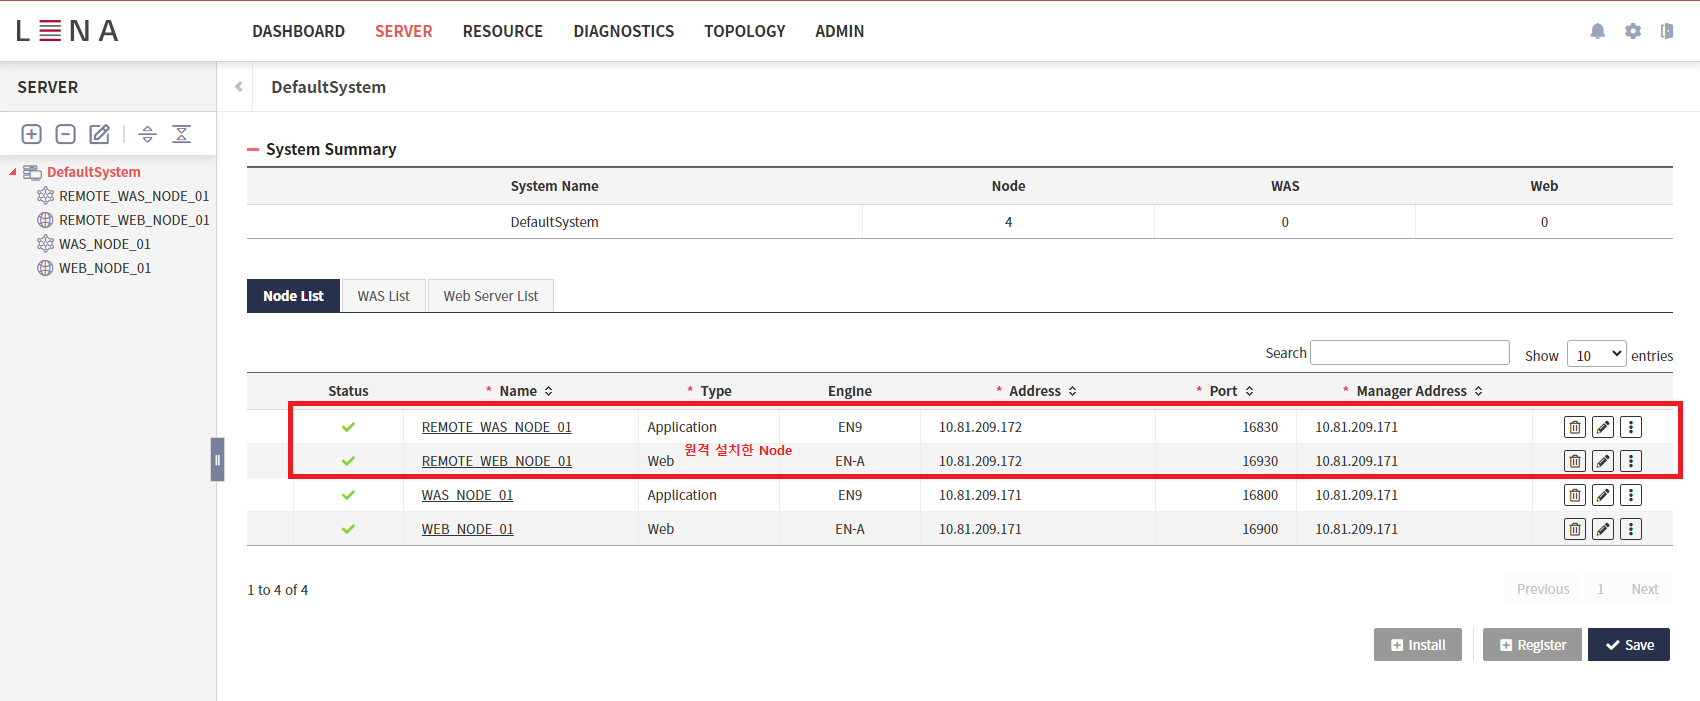 LENA
DASHBOARD SERVER RESOURCE DIAGNOSTICS TOPOLOGY ADMIN
SERVER
DefaultSystem
DefaultSystem
REMOTE_WAS_NODE_01
REMOTE_WEB_NODE_01
WAS_NODE_01
WEB_NODE_01
System Summary
System Name Node WAS Web
DefaultSystem 4 0 0
Node List WAS List Web Server List
Search Show 10 entries
Status * Name * Type Engine * Address * Port * Manager Address
REMOTE_WAS_NODE_01 Application EN9 10.81.209.172 16830 10.81.209.171
원격 설치한 Node
REMOTE_WEB_NODE_01 Web EN-A 10.81.209.172 16930 10.81.209.171
WAS_NODE_01 Application EN9 10.81.209.171 16800 10.81.209.171
WEB_NODE_01 Web EN-A 10.81.209.171 16900 10.81.209.171
1 to 4 of 4
Previous 1 Next
Install Register Save